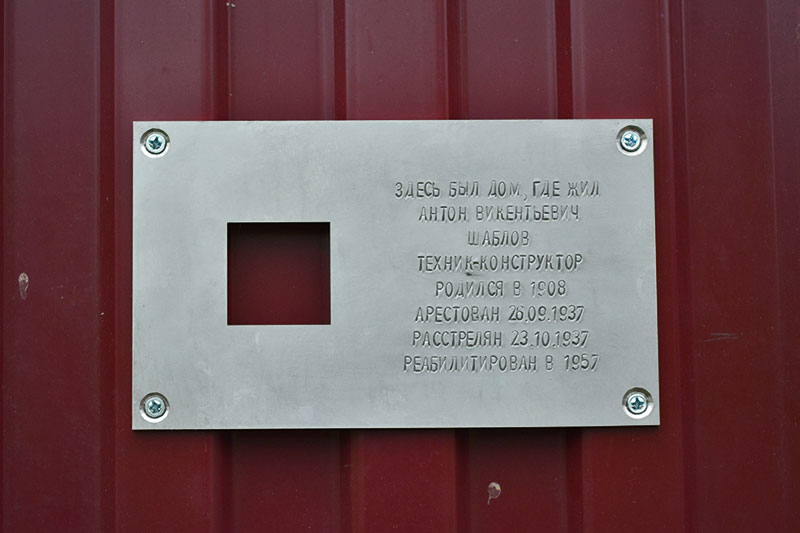 ЗДЕСЬ БЫЛ ДОМ, ГДЕ ЖИЛ
АНТОН ВИКЕНТЬЕВИЧ
ШАБЛОВ
ТЕХНИК-КОНСТРУКТОР
РОДИЛСЯ В 1908
АРЕСТОВАН 26.09.1937
РАССТРЕЛЯН 23.10.1937
РЕАБИЛИТИРОВАН В 1957